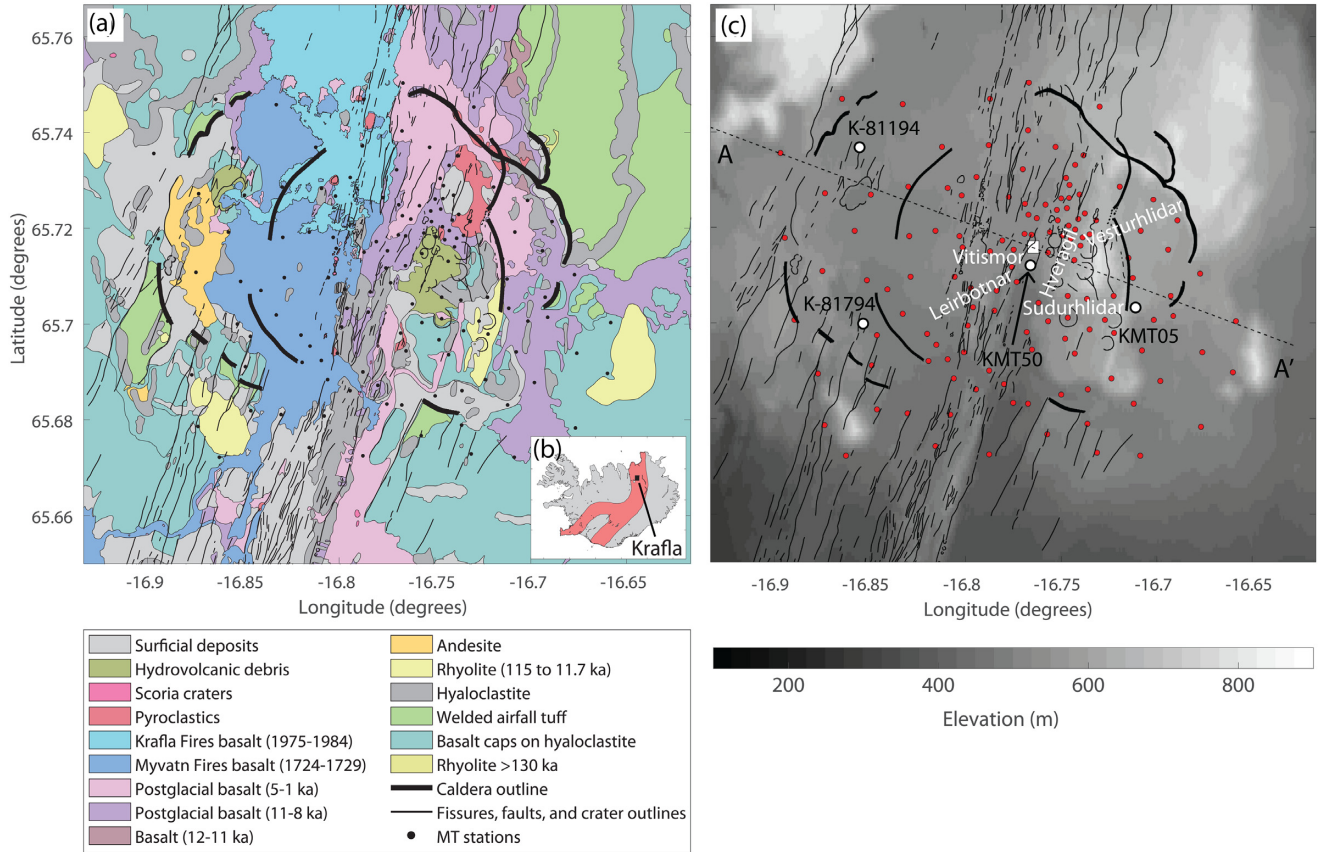 (a)
65.76
65.74
65.72
65.7
65.68
65.66
Latitude (degrees)
(b)
Krafla
-16.9
-16.85
-16.8
-16.75
-16.7
-16.65
Longitude (degrees)
Surficial deposits
Hydrovolcanic debris
Scoria craters
Pyroclastics
Krafla Fires basalt (1975-1984)
Myvatn Fires basalt (1724-1729)
Postglacial basalt (5-1 ka)
Postglacial basalt (11-8 ka)
Basalt (12-11 ka)
Andesite
Rhyolite (115 to 11.7 ka)
Hyaloclastite
Welded airfall tuff
Basalt caps on hyaloclastite
Rhyolite >130 ka
Caldera outline
Fissures, faults, and crater outlines
MT stations
(c)
A
K-81194
Vesturhlidar
Vitismor
Hveragil
Leirbotnar
K-81794
Sudurhlidar
KMT05
KMT50
A'
-16.9
-16.85
-16.8
-16.75
-16.7
-16.65
Longitude (degrees)
200
400
600
800
Elevation (m)